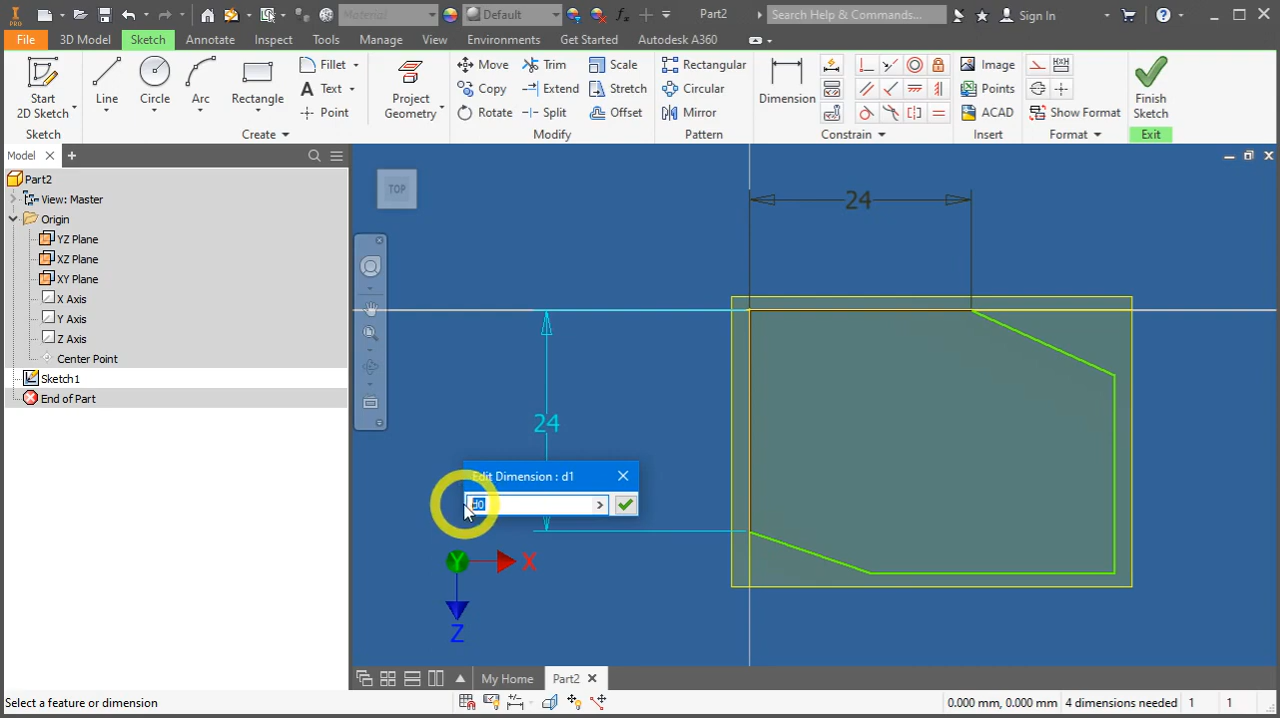 PRO
Material
Default
Part2
Search Help & Commands...
Sign In
File
3D Model
Sketch
Annotate
Inspect
Tools
Manage
View
Environments
Get Started
Autodesk A360
Start
2D Sketch
Line
Circle
Arc
Rectangle
Fillet
Text
Point
Project
Geometry
Move
Copy
Rotate
Trim
Extend
Split
Scale
Stretch
Offset
Rectangular
Circular
Mirror
Dimension
Image
Points
ACAD
Show Format
Finish
Sketch
Sketch
Create
Modify
Pattern
Constrain
Insert
Format
Exit
Model
Part2
View: Master
Origin
YZ Plane
XZ Plane
XY Plane
X Axis
Y Axis
Z Axis
Center Point
Sketch1
End of Part
TOP
24
24
Edit Dimension : d1
d0
Y
X
Z
My Home
Part2
Select a feature or dimension
0.000 mm, 0.000 mm
4 dimensions needed
1
1